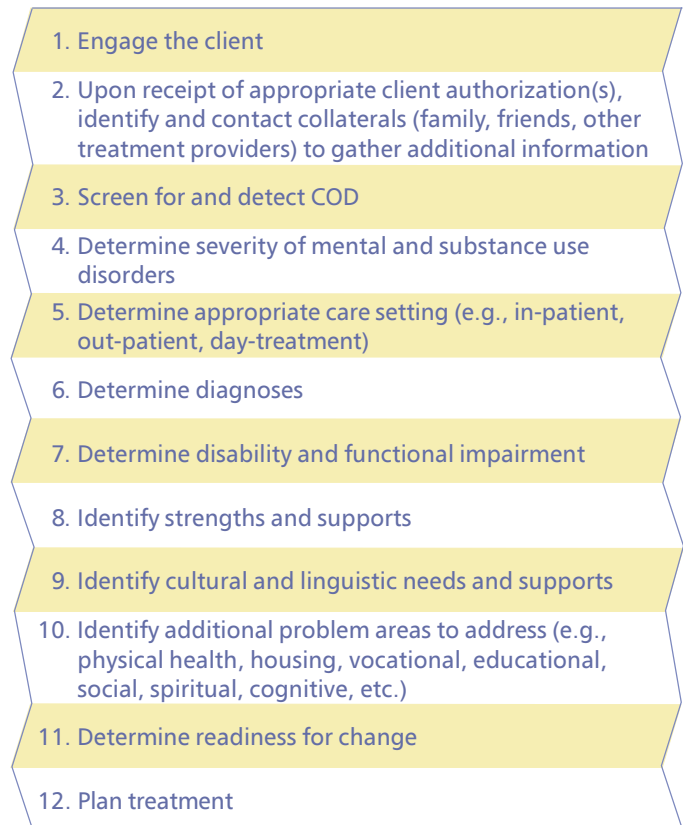 1. Engage the client
2. Upon receipt of appropriate client authorization(s),
identify and contact collaterals (family, friends, other
treatment providers) to gather additional information
3. Screen for and detect COD
4. Determine severity of mental and substance use
disorders
5. Determine appropriate care setting (e.g., in-patient,
out-patient, day-treatment)
6. Determine diagnoses
7. Determine disability and functional impairment
8. Identify strengths and supports
9. Identify cultural and linguistic needs and supports
10. Identify additional problem areas to address (e.g.,
physical health, housing, vocational, educational,
social, spiritual, cognitive, etc.)
11. Determine readiness for change
12. Plan treatment